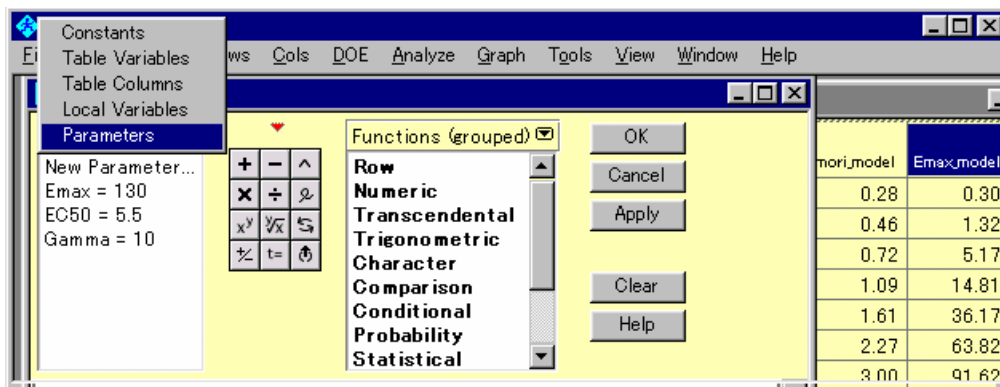 Constants
Table Variables
Table Columns
Local Variables
Parameters
ws Cols DOE Analyze Graph Tools View Window Help
New Parameter...
Emax = 130
EC50 = 5.5
Gamma = 10
+ − ^
× ÷
xʸ ʸ√x
+/− t=
Functions (grouped)
Row
Numeric
Transcendental
Trigonometric
Character
Comparison
Conditional
Probability
Statistical
OK
Cancel
Apply
Clear
Help
mori_model Emax_model
0.28 0.30
0.46 1.32
0.72 5.17
1.09 14.81
1.61 36.17
2.27 63.82
3.00 91.62